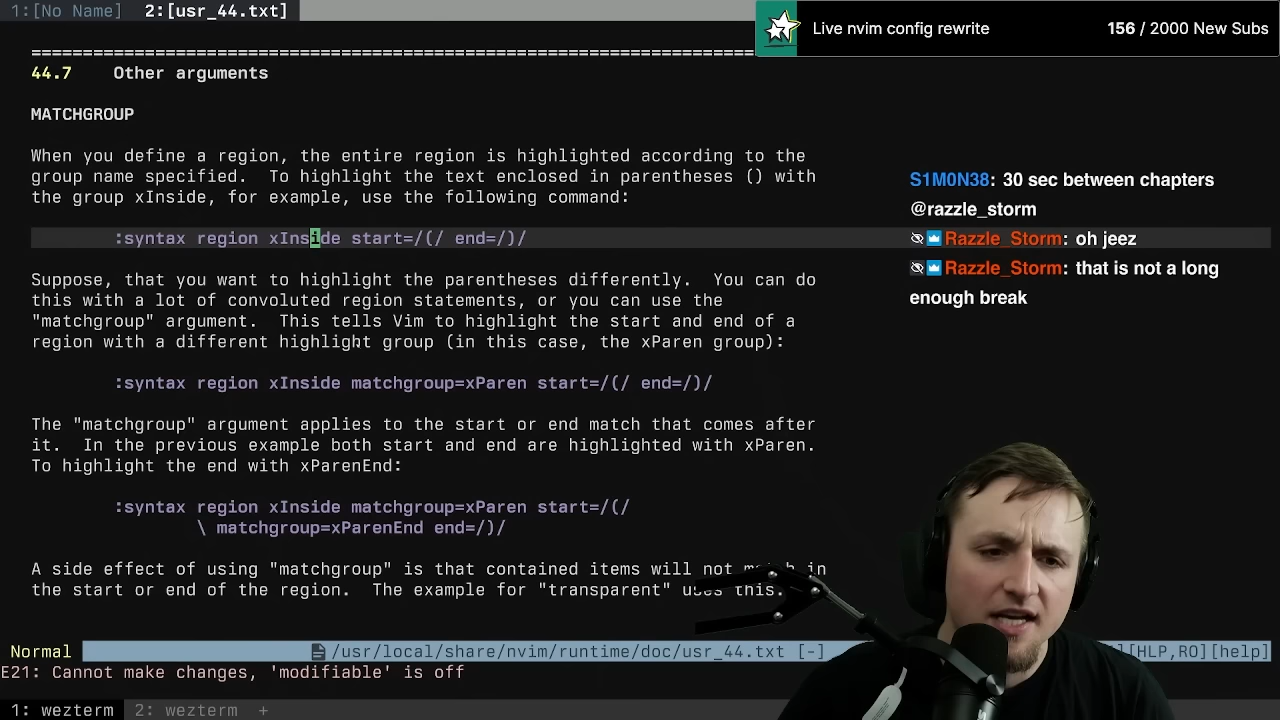 1:[No Name]  2:[usr_44.txt]
Live nvim config rewrite
156 / 2000 New Subs
==============================================================================
44.7    Other arguments
MATCHGROUP
When you define a region, the entire region is highlighted according to the
group name specified.  To highlight the text enclosed in parentheses () with
the group xInside, for example, use the following command:
:syntax region xInside start=/(/ end=/)/
Suppose, that you want to highlight the parentheses differently.  You can do
this with a lot of convoluted region statements, or you can use the
"matchgroup" argument.  This tells Vim to highlight the start and end of a
region with a different highlight group (in this case, the xParen group):
:syntax region xInside matchgroup=xParen start=/(/ end=/)/
The "matchgroup" argument applies to the start or end match that comes after
it.  In the previous example both start and end are highlighted with xParen.
To highlight the end with xParenEnd:
:syntax region xInside matchgroup=xParen start=/(/
\ matchgroup=xParenEnd end=/)/
A side effect of using "matchgroup" is that contained items will not match in
the start or end of the region.  The example for "transparent" uses this.
S1M0N38: 30 sec between chapters
@razzle_storm
Razzle_Storm: oh jeez
Razzle_Storm: that is not a long
enough break
Normal  /usr/local/share/nvim/runtime/doc/usr_44.txt [-]  [HLP,RO][help]
E21: Cannot make changes, 'modifiable' is off
1: wezterm  2: wezterm  +